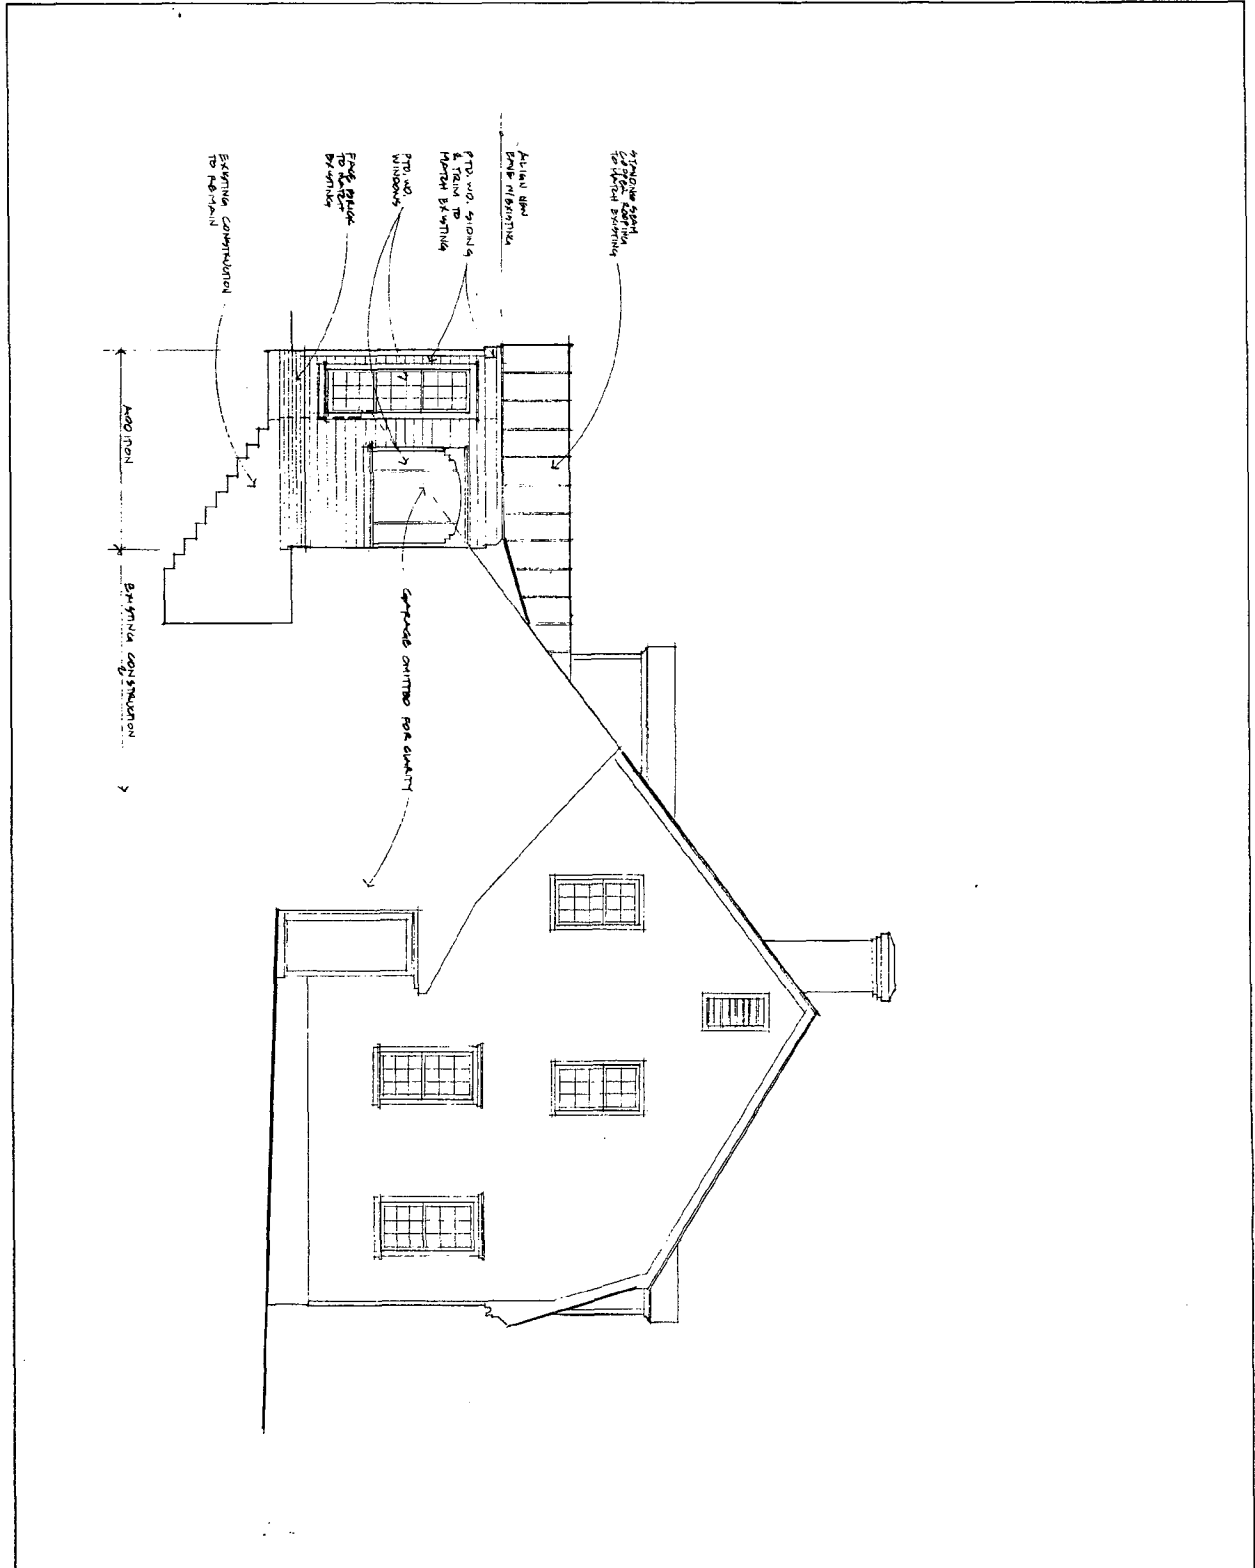 STANDING SEAM
COPPER ROOFING
TO MATCH EXISTING
ALIGN NEW
EAVE W/EXISTING
PTD. WD. SIDING
& TRIM TO
MATCH EXISTING
PTD. WD.
WINDOWS
FACE BRICK
TO MATCH
EXISTING
EXISTING CONSTRUCTION
TO REMAIN
GARAGE OMITTED FOR CLARITY
ADDITION
EXISTING CONSTRUCTION